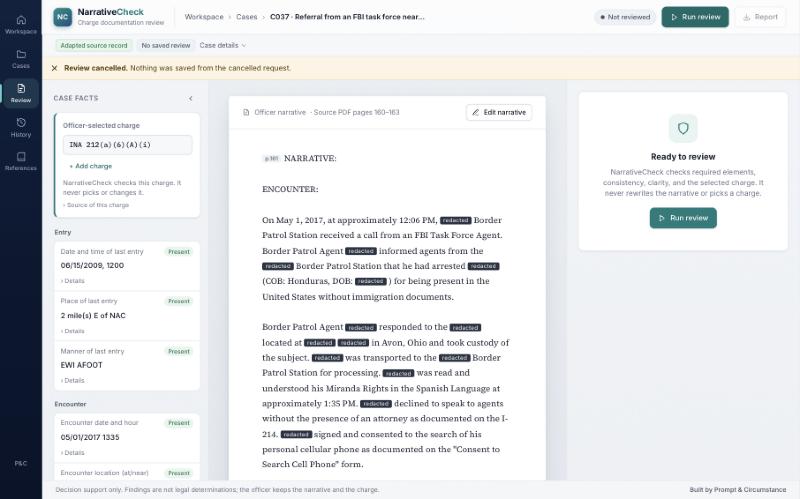 NC
NarrativeCheck
Charge documentation review
Workspace › Cases › C037 · Referral from an FBI task force near...
Not reviewed
Run review
Report
Adapted source record
No saved review
Case details
Review cancelled. Nothing was saved from the cancelled request.
Workspace
Cases
Review
History
References
P&C
CASE FACTS
Officer-selected charge
INA 212(a)(6)(A)(i)
+ Add charge
NarrativeCheck checks this charge. It
never picks or changes it.
› Source of this charge
Entry
Date and time of last entry
Present
06/15/2009, 1200
› Details
Place of last entry
Present
2 mile(s) E of NAC
› Details
Manner of last entry
Present
EWI AFOOT
› Details
Encounter
Encounter date and hour
Present
05/01/2017 1335
› Details
Encounter location (at/near)
Present
Officer narrative · Source PDF pages 160–163
Edit narrative
p.161 NARRATIVE:
ENCOUNTER:
On May 1, 2017, at approximately 12:06 PM, redacted Border
Patrol Station received a call from an FBI Task Force Agent.
Border Patrol Agent redacted informed agents from the
redacted Border Patrol Station that he had arrested redacted
(COB: Honduras, DOB: redacted ) for being present in the
United States without immigration documents.
Border Patrol Agent redacted responded to the redacted
located at redacted redacted in Avon, Ohio and took custody of
the subject. redacted was transported to the redacted Border
Patrol Station for processing. redacted was read and
understood his Miranda Rights in the Spanish Language at
approximately 1:35 PM. redacted declined to speak to agents
without the presence of an attorney as documented on the I-
214. redacted signed and consented to the search of his
personal cellular phone as documented on the "Consent to
Search Cell Phone" form.
Ready to review
NarrativeCheck checks required elements,
consistency, clarity, and the selected charge. It
never rewrites the narrative or picks a charge.
Run review
Decision support only. Findings are not legal determinations; the officer keeps the narrative and the charge.
Built by Prompt & Circumstance